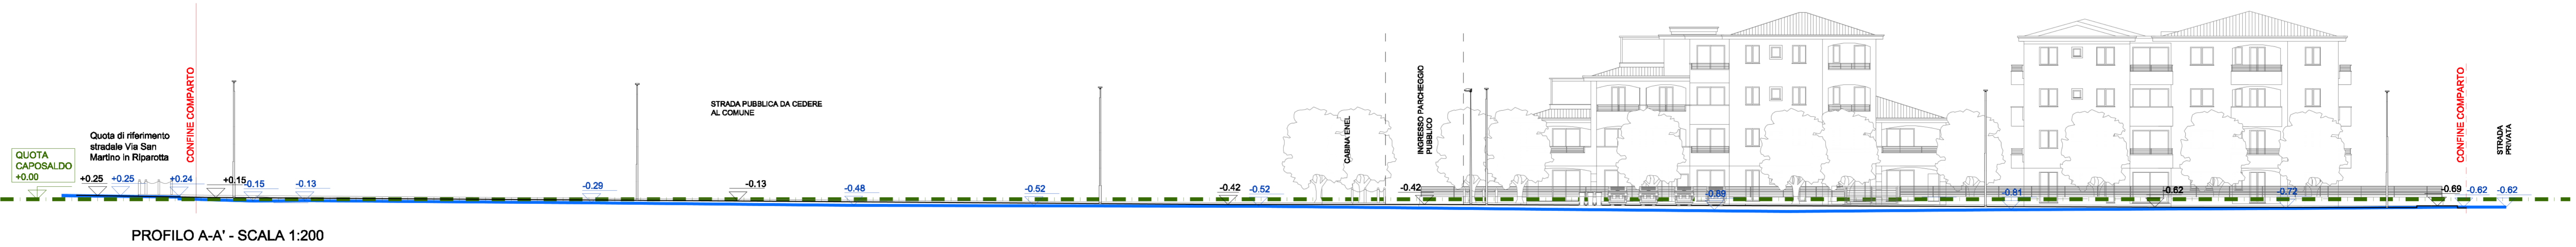 QUOTA
CAPOSALDO
+0.00
Quota di riferimento
stradale Via San
Martino in Riparotta
CONFINE COMPARTO
STRADA PUBBLICA DA CEDERE
AL COMUNE
CABINA ENEL
INGRESSO PARCHEGGIO
PUBBLICO
CONFINE COMPARTO
STRADA
PRIVATA
+0.25 +0.25 +0.24 +0.15 -0.15 -0.13 -0.29 -0.13 -0.48 -0.52 -0.42 -0.52 -0.42 -0.89 -0.81 -0.62 -0.72 -0.69 -0.62 -0.62
PROFILO A-A' - SCALA 1:200